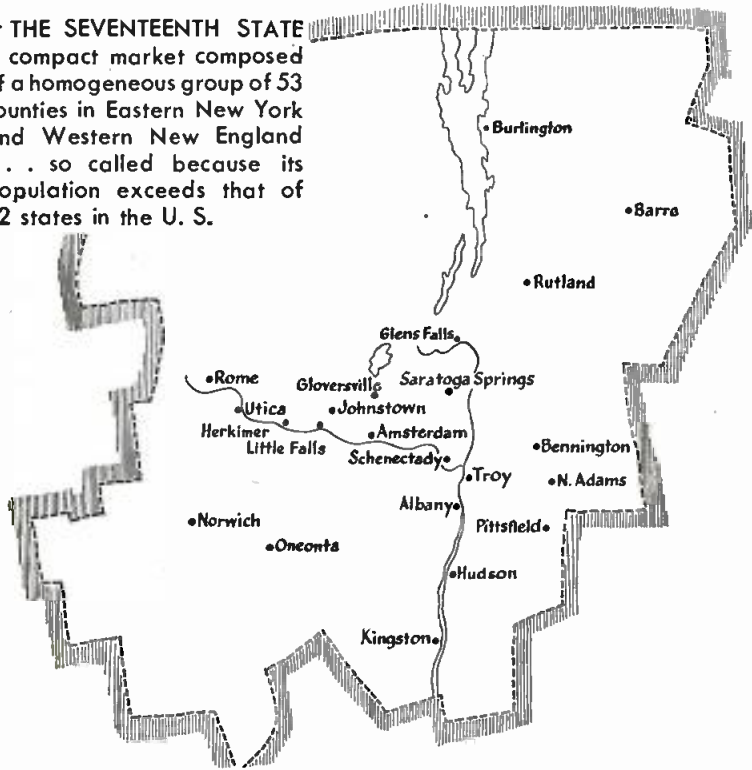 THE SEVENTEENTH STATE
compact market composed
f a homogeneous group of 53
ounties in Eastern New York
nd Western New England
. . . so called because its
opulation exceeds that of
2 states in the U. S.
Burlington
Barra
Rutland
Glens Falls
Rome
Gloversville
Saratoga Springs
Utica
Johnstown
Herkimer
Little Falls
Amsterdam
Schenectady
Bennington
Troy
N. Adams
Albany
Norwich
Pittsfield
Oneonta
Hudson
Kingston